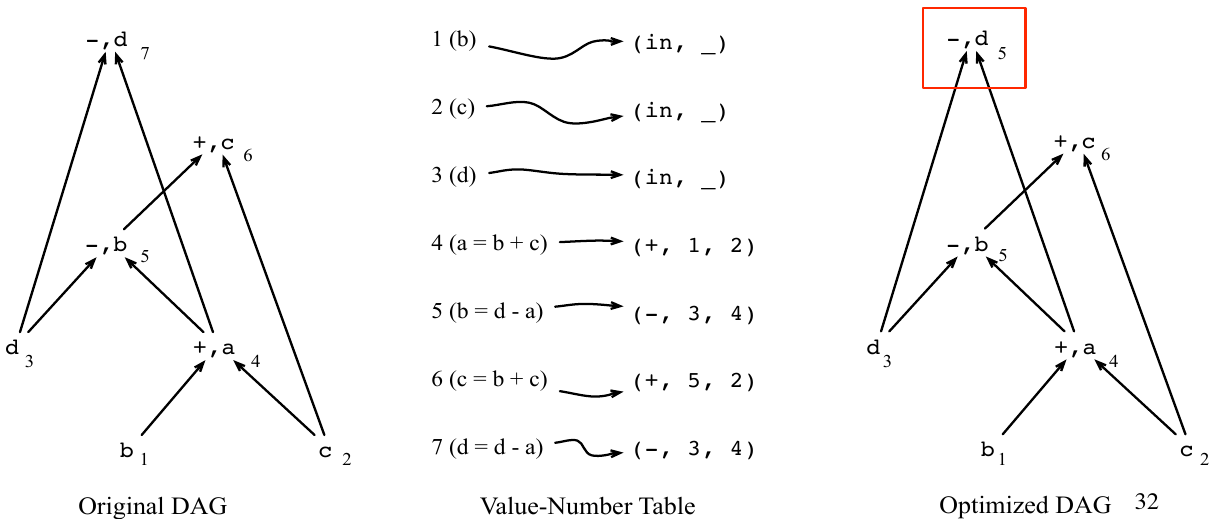 -,d 7
+,c 6
-,b 5
d 3
+,a 4
b 1
c 2
Original DAG
1 (b) (in, _)
2 (c) (in, _)
3 (d) (in, _)
4 (a = b + c) (+, 1, 2)
5 (b = d - a) (-, 3, 4)
6 (c = b + c) (+, 5, 2)
7 (d = d - a) (-, 3, 4)
Value-Number Table
-,d 5
+,c 6
-,b 5
d 3
+,a 4
b 1
c 2
Optimized DAG 32